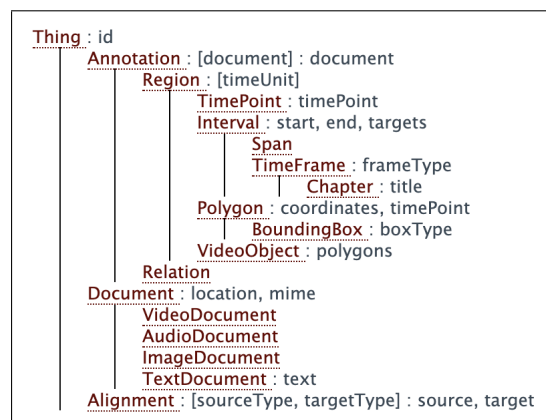 Thing : id
Annotation : [document] : document
Region : [timeUnit]
TimePoint : timePoint
Interval : start, end, targets
Span
TimeFrame : frameType
Chapter : title
Polygon : coordinates, timePoint
BoundingBox : boxType
VideoObject : polygons
Relation
Document : location, mime
VideoDocument
AudioDocument
ImageDocument
TextDocument : text
Alignment : [sourceType, targetType] : source, target